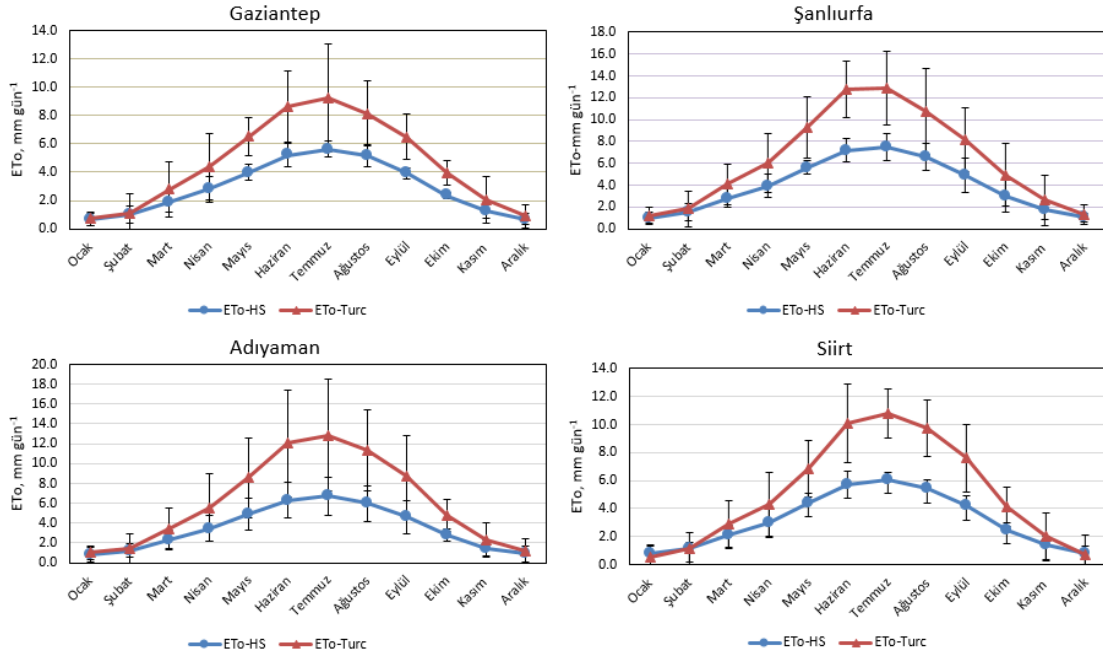 Gaziantep
ETo, mm gün⁻¹
14.0
12.0
10.0
8.0
6.0
4.0
2.0
0.0
Ocak
Şubat
Mart
Nisan
Mayıs
Haziran
Temmuz
Ağustos
Eylül
Ekim
Kasım
Aralık
ETo-HS
ETo-Turc
Şanlıurfa
ETo-mm gün⁻¹
18.0
16.0
14.0
12.0
10.0
8.0
6.0
4.0
2.0
0.0
Ocak
Şubat
Mart
Nisan
Mayıs
Haziran
Temmuz
Ağustos
Eylül
Ekim
Kasım
Aralık
ETo-HS
ETo-Turc
Adıyaman
ETo, mm gün⁻¹
20.0
18.0
16.0
14.0
12.0
10.0
8.0
6.0
4.0
2.0
0.0
Ocak
Şubat
Mart
Nisan
Mayıs
Haziran
Temmuz
Ağustos
Eylül
Ekim
Kasım
Aralık
ETo-HS
ETo-Turc
Siirt
ETo, mm gün⁻¹
14.0
12.0
10.0
8.0
6.0
4.0
2.0
0.0
Ocak
Şubat
Mart
Nisan
Mayıs
Haziran
Temmuz
Ağustos
Eylül
Ekim
Kasım
Aralık
ETo-HS
ETo-Turc